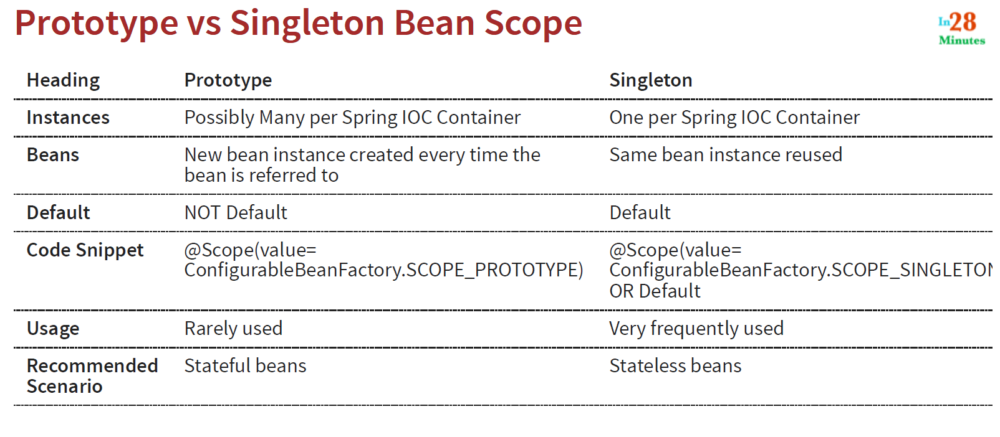 Prototype vs Singleton Bean Scope
In28
Minutes
Heading Prototype Singleton
Instances Possibly Many per Spring IOC Container One per Spring IOC Container
Beans New bean instance created every time the Same bean instance reused
bean is referred to
Default NOT Default Default
Code Snippet @Scope(value= @Scope(value=
ConfigurableBeanFactory.SCOPE_PROTOTYPE) ConfigurableBeanFactory.SCOPE_SINGLETON
OR Default
Usage Rarely used Very frequently used
Recommended Stateful beans Stateless beans
Scenario